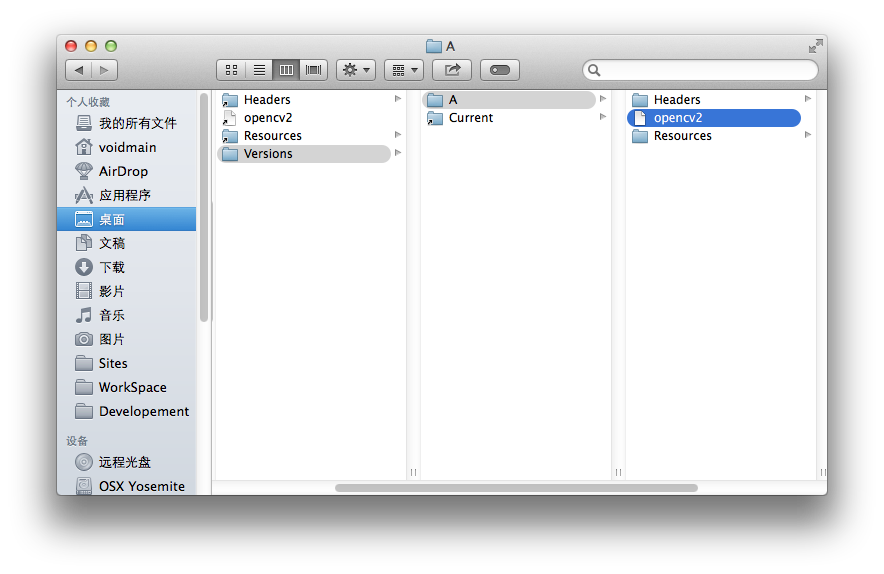 A
个人收藏
我的所有文件
voidmain
AirDrop
应用程序
桌面
文稿
下载
影片
音乐
图片
Sites
WorkSpace
Developement
设备
远程光盘
OSX Yosemite
Headers
opencv2
Resources
Versions
A
Current
Headers
opencv2
Resources